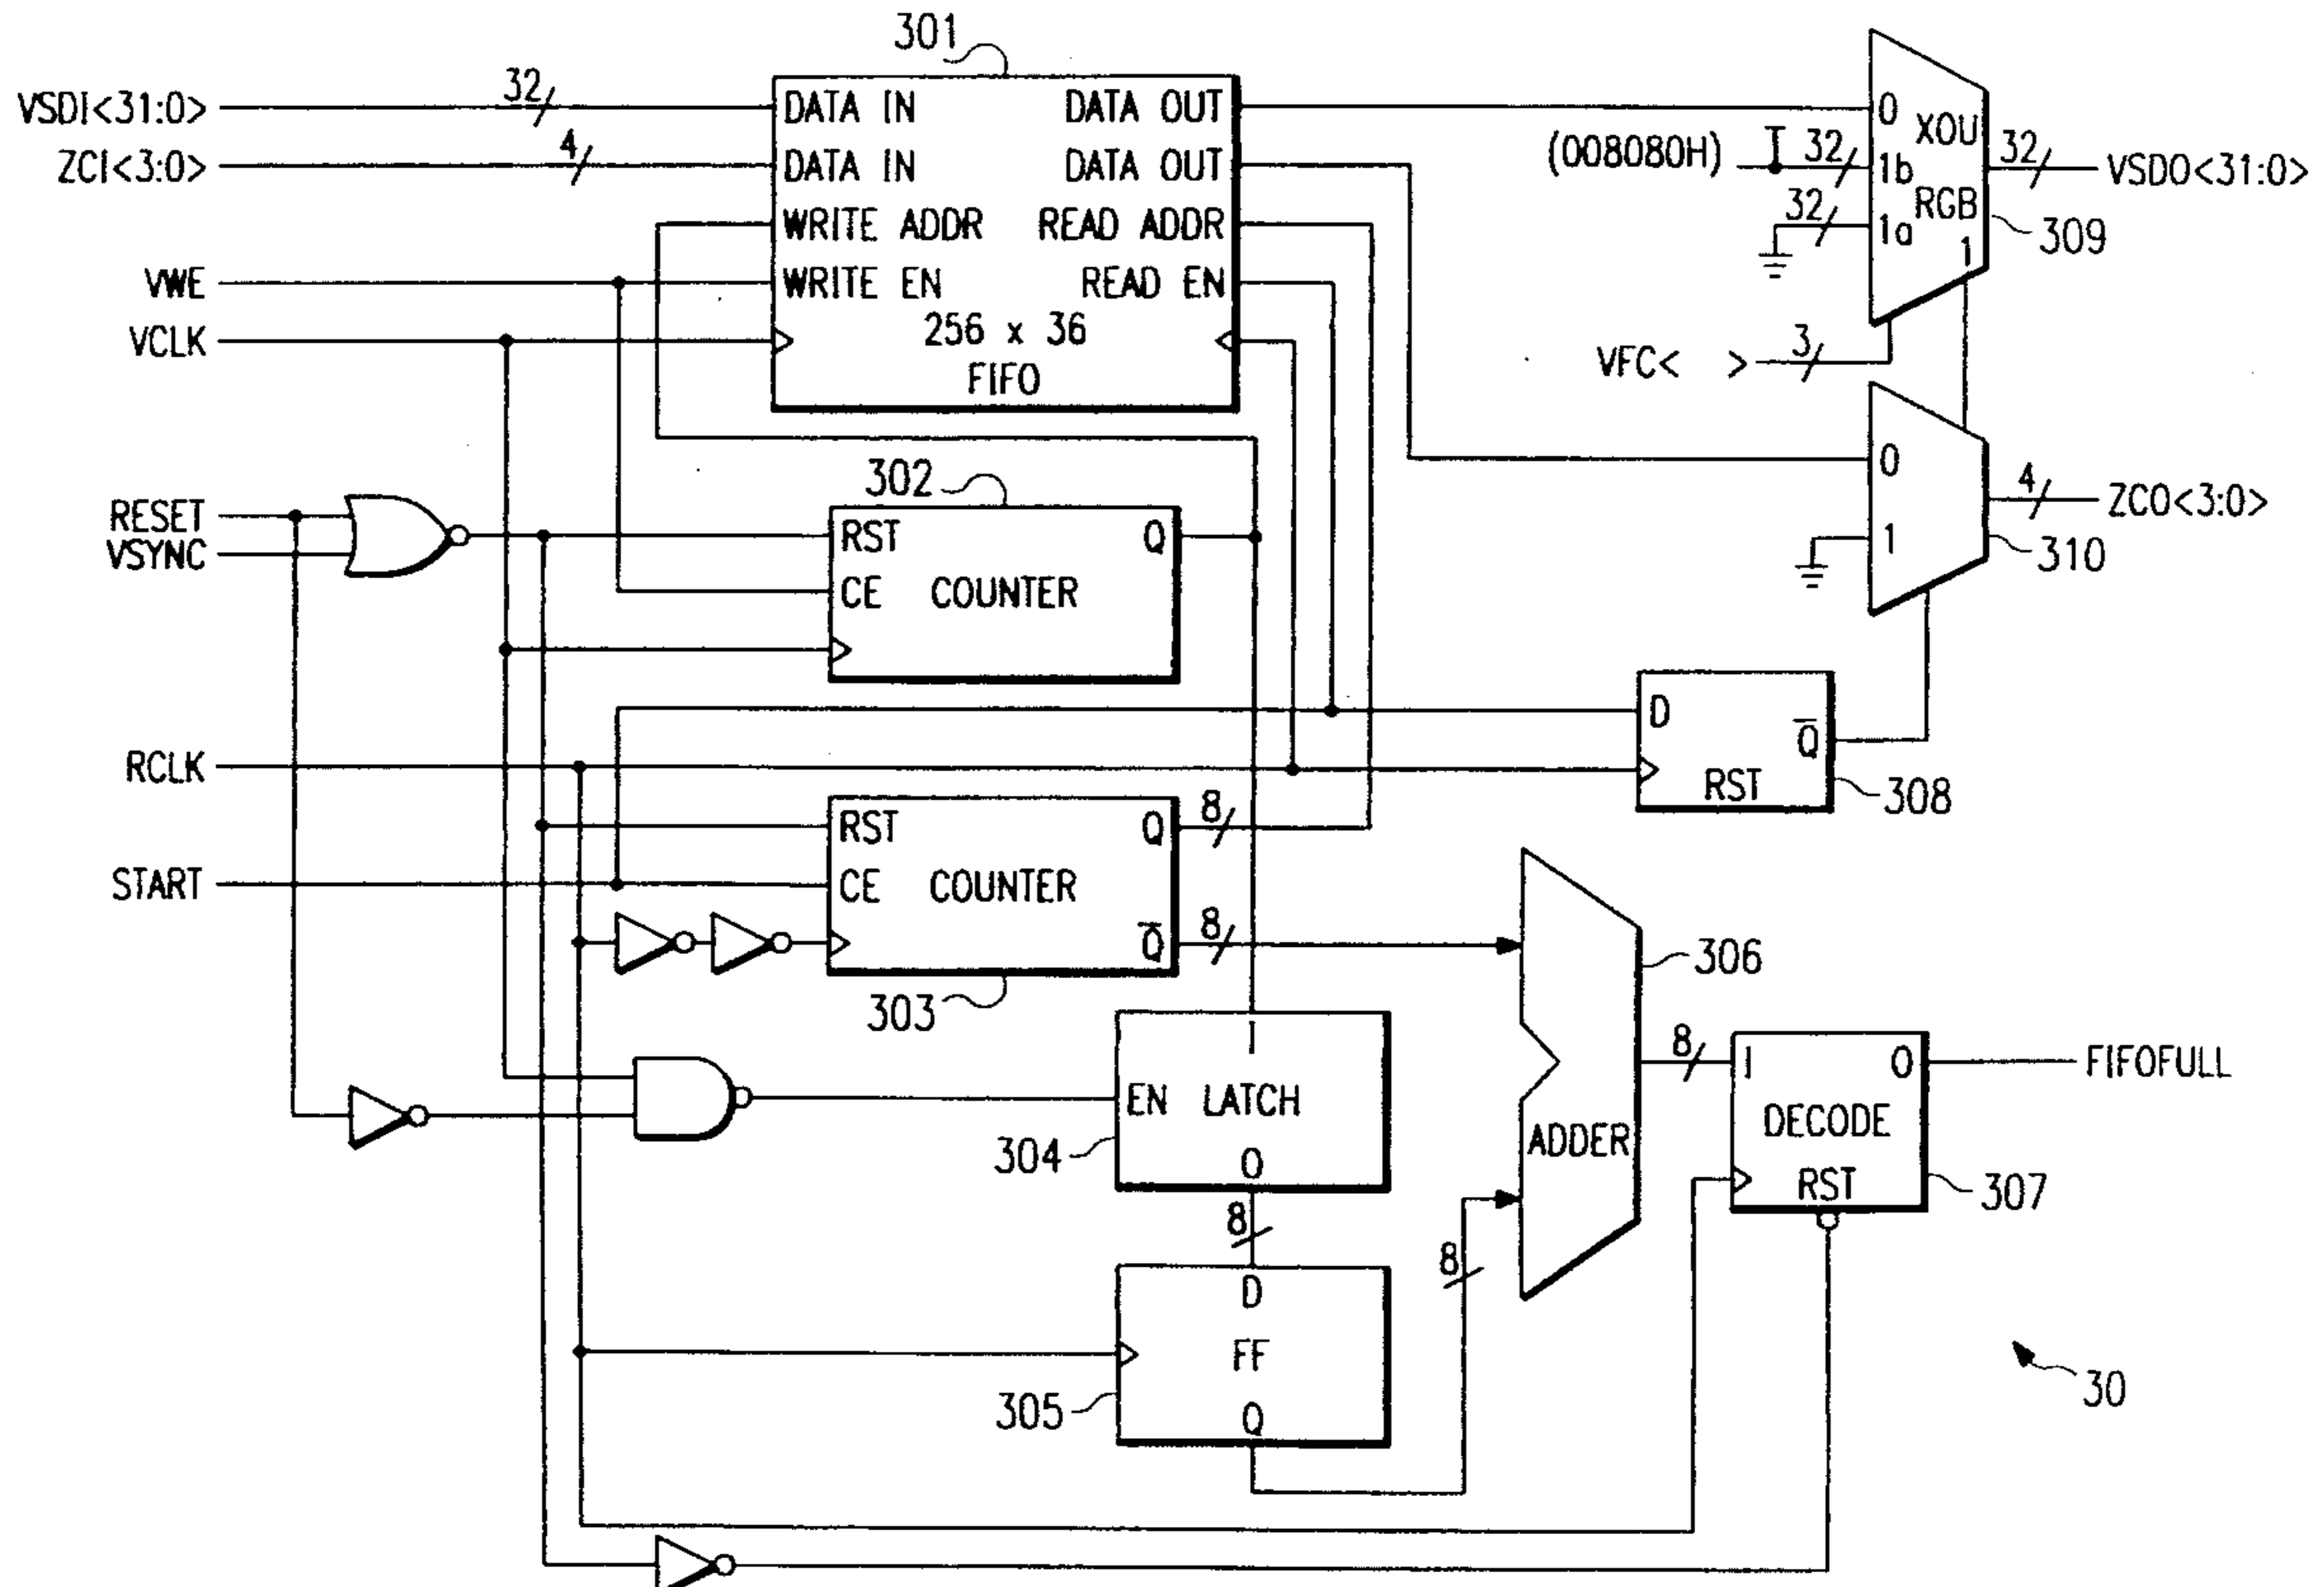 301
VSDI<31:0>
32
DATA IN
DATA OUT
0
XOU
ZCI<3:0>
4
DATA IN
DATA OUT
(008080H)
32
1b
32
VSDO<31:0>
RGB
WRITE ADDR
READ ADDR
32
1a
309
1
VWE
WRITE EN
READ EN
VCLK
256 x 36
FIFO
VFC< >
3
302
0
4
ZCO<3:0>
RESET
VSYNC
RST
Q
1
310
CE
COUNTER
D
Q
RCLK
RST
308
RST
8
Q
START
CE
COUNTER
8
Q
306
303
I
8
I
O
FIFOFULL
EN
LATCH
DECODE
304
O
ADDER
RST
307
8
8
D
FF
305
Q
30